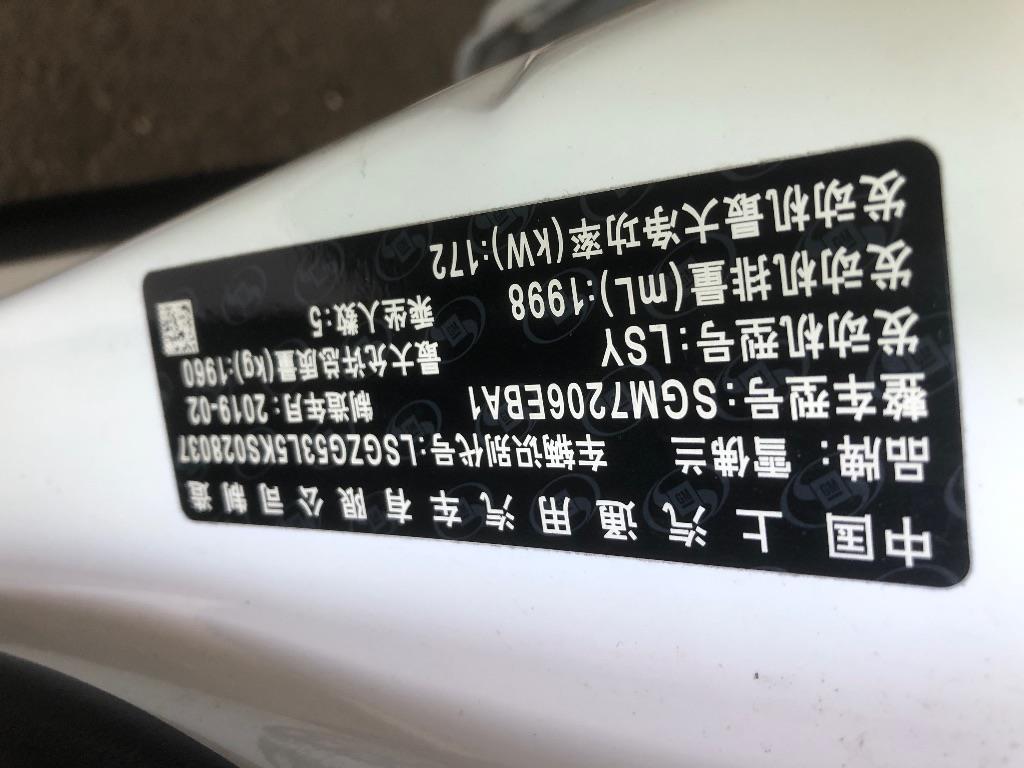 中国 上汽通用汽车有限公司制造
品牌：雪佛兰 车辆识别代号:LSGZG53L5KS028037
整车型号:SGM7206EBA1 制造年月:2019-02
发动机型号:LSY 最大允许总质量(kg):1960
发动机排量(mL):1998 乘坐人数:5
发动机最大净功率(kW):172